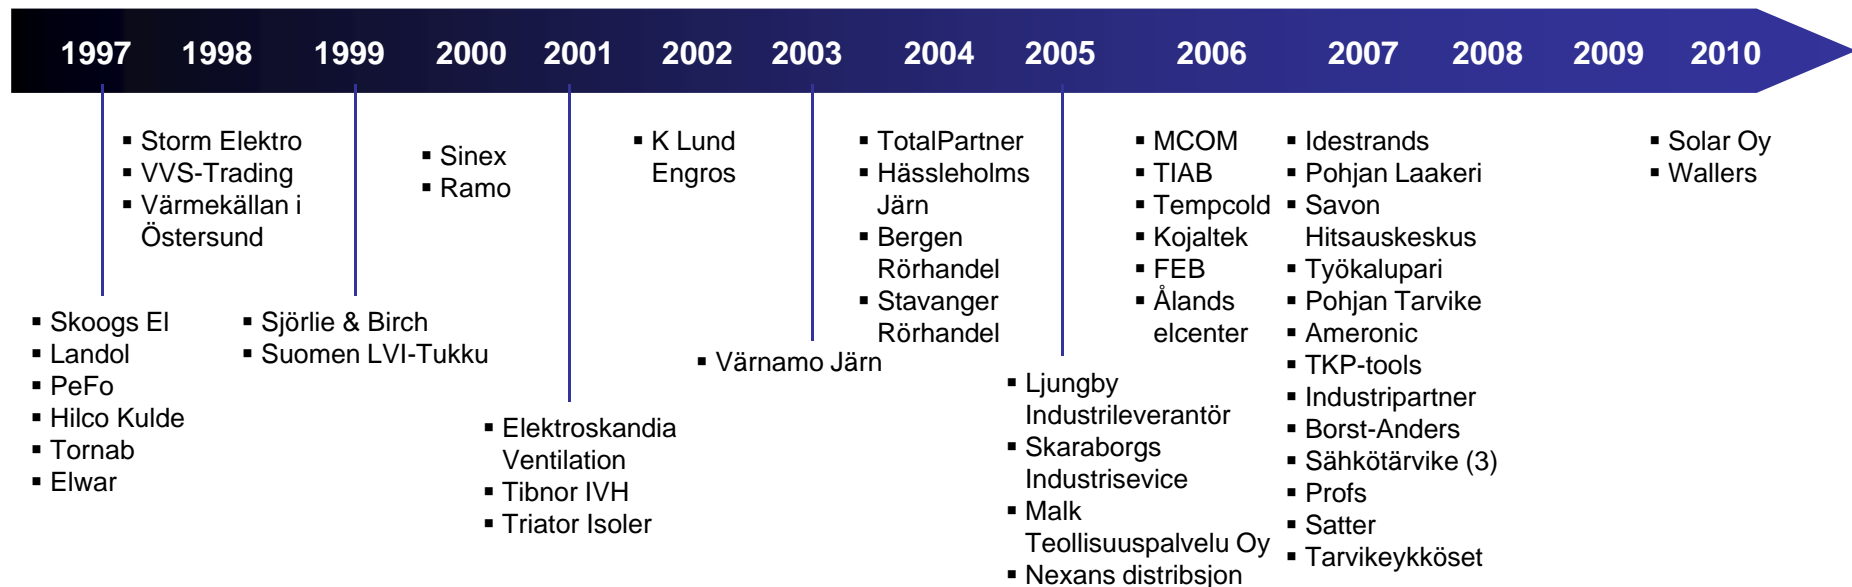 1997 1998 1999 2000 2001 2002 2003 2004 2005 2006 2007 2008 2009 2010
▪ Skoogs El
▪ Landol
▪ PeFo
▪ Hilco Kulde
▪ Tornab
▪ Elwar
▪ Storm Elektro
▪ VVS-Trading
▪ Värmekällan i
Östersund
▪ Sjörlie & Birch
▪ Suomen LVI-Tukku
▪ Sinex
▪ Ramo
▪ Elektroskandia
Ventilation
▪ Tibnor IVH
▪ Triator Isoler
▪ K Lund
Engros
▪ Värnamo Järn
▪ TotalPartner
▪ Hässleholms
Järn
▪ Bergen
Rörhandel
▪ Stavanger
Rörhandel
▪ Ljungby
Industrileverantör
▪ Skaraborgs
Industrisevice
▪ Malk
Teollisuuspalvelu Oy
▪ Nexans distribsjon
▪ MCOM
▪ TIAB
▪ Tempcold
▪ Kojaltek
▪ FEB
▪ Ålands
elcenter
▪ Idestrands
▪ Pohjan Laakeri
▪ Savon
Hitsauskeskus
▪ Työkalupari
▪ Pohjan Tarvike
▪ Ameronic
▪ TKP-tools
▪ Industripartner
▪ Borst-Anders
▪ Sähkötärvike (3)
▪ Profs
▪ Satter
▪ Tarvikeykköset
▪ Solar Oy
▪ Wallers